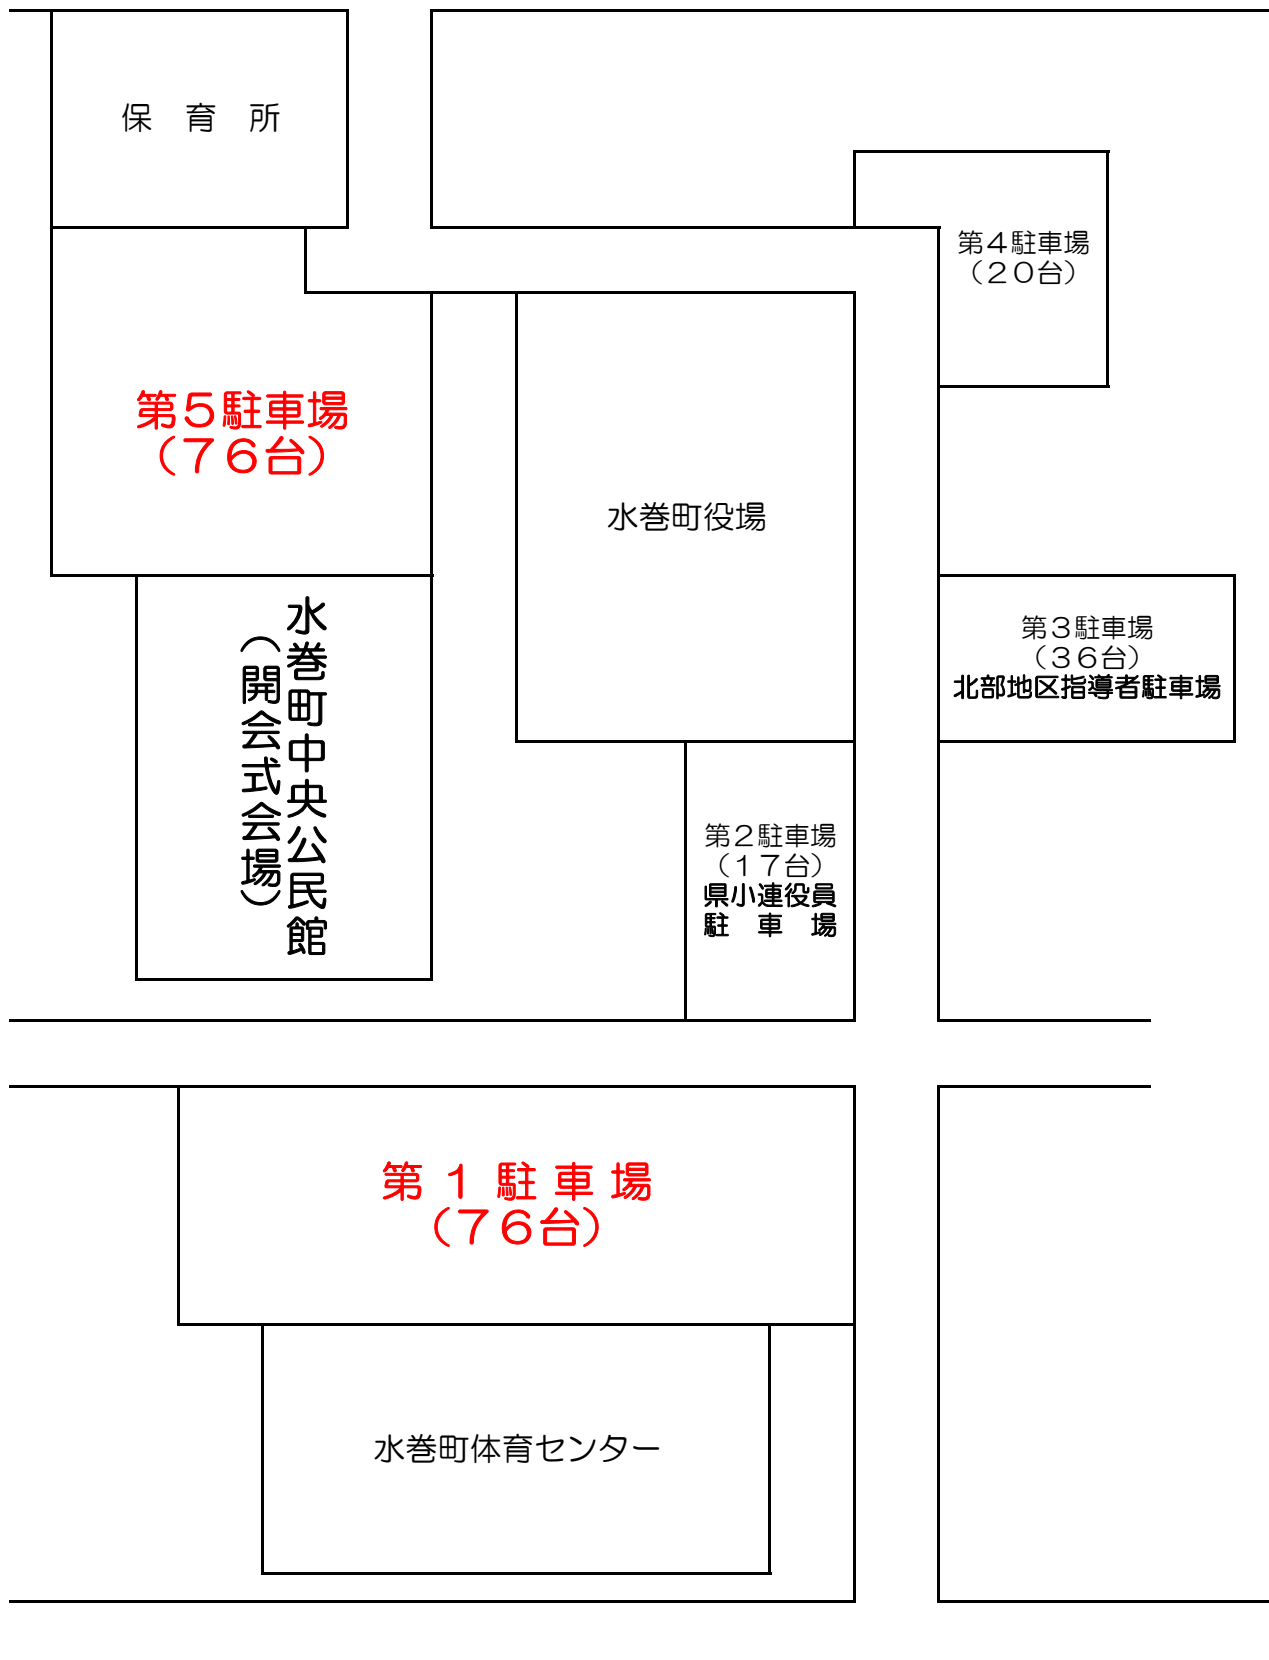 保　育　所
第４駐車場
（２０台）
第５駐車場
（７６台）
水巻町役場
水巻町中央公民館
（開会式会場）
第３駐車場
（３６台）
北部地区指導者駐車場
第２駐車場
（１７台）
県小連役員
駐　車　場
第 １ 駐 車 場
（７６台）
水巻町体育センター